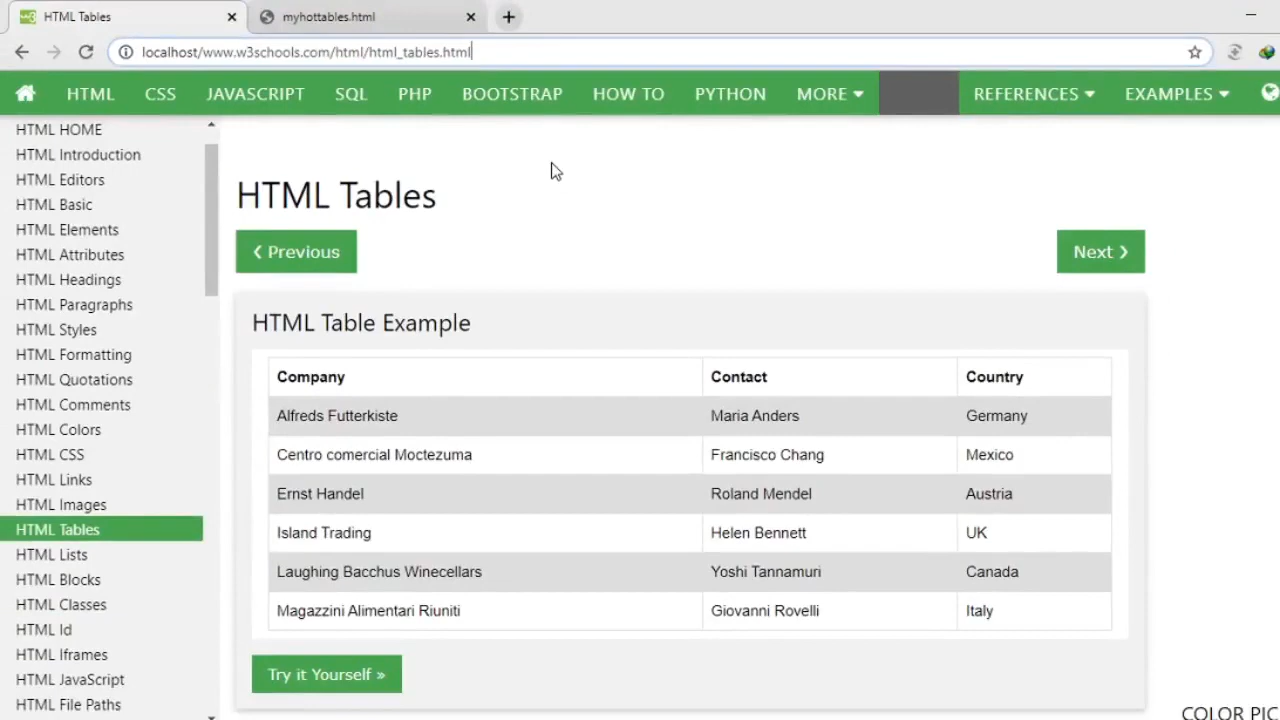 HTML Tables
myhottables.html
localhost/www.w3schools.com/html/html_tables.html
HTML CSS JAVASCRIPT SQL PHP BOOTSTRAP HOW TO PYTHON MORE REFERENCES EXAMPLES
HTML HOME
HTML Introduction
HTML Editors
HTML Basic
HTML Elements
HTML Attributes
HTML Headings
HTML Paragraphs
HTML Styles
HTML Formatting
HTML Quotations
HTML Comments
HTML Colors
HTML CSS
HTML Links
HTML Images
HTML Tables
HTML Lists
HTML Blocks
HTML Classes
HTML Id
HTML Iframes
HTML JavaScript
HTML File Paths
HTML Tables
❮ Previous
Next ❯
HTML Table Example
Company Contact Country
Alfreds Futterkiste Maria Anders Germany
Centro comercial Moctezuma Francisco Chang Mexico
Ernst Handel Roland Mendel Austria
Island Trading Helen Bennett UK
Laughing Bacchus Winecellars Yoshi Tannamuri Canada
Magazzini Alimentari Riuniti Giovanni Rovelli Italy
Try it Yourself »
COLOR PIC